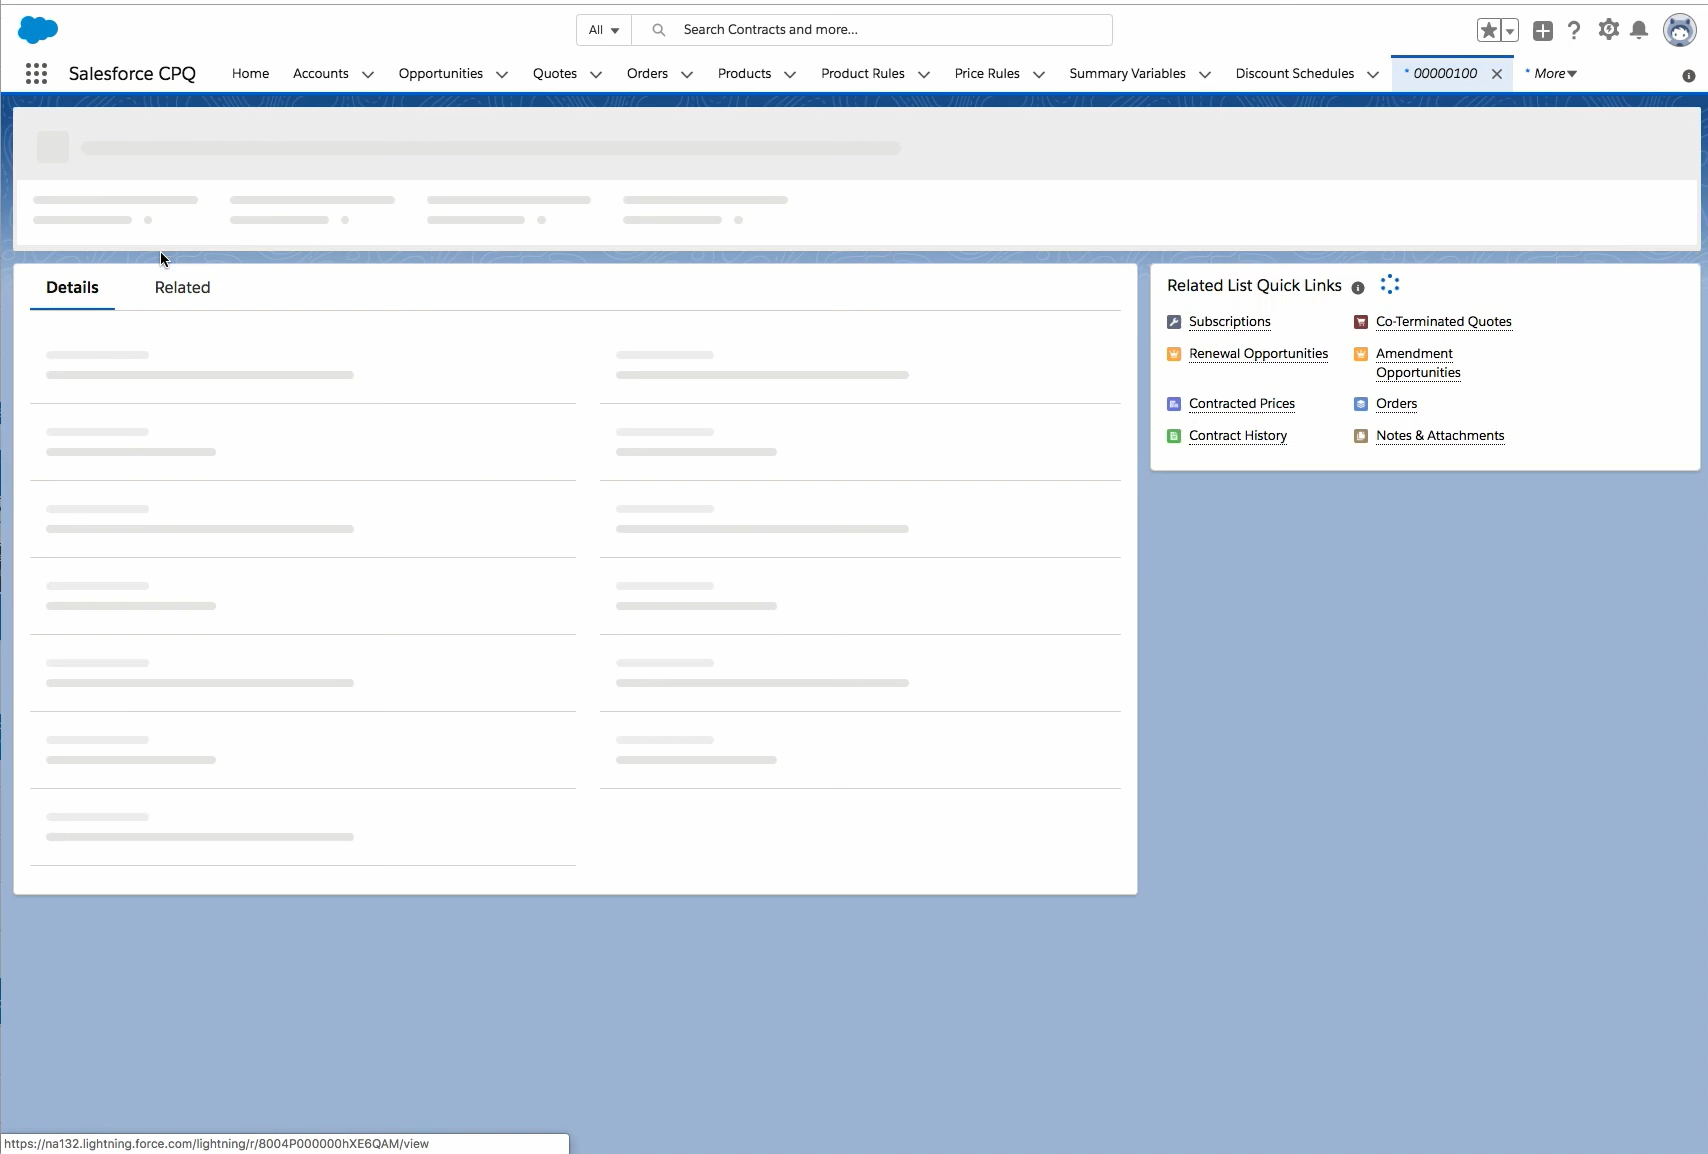 All
Search Contracts and more...
Salesforce CPQ
Home
Accounts
Opportunities
Quotes
Orders
Products
Product Rules
Price Rules
Summary Variables
Discount Schedules
* 00000100
* More
Details
Related
Related List Quick Links
Subscriptions
Co-Terminated Quotes
Renewal Opportunities
Amendment
Opportunities
Contracted Prices
Orders
Contract History
Notes & Attachments
https://na132.lightning.force.com/lightning/r/8004P000000hXE6QAM/view